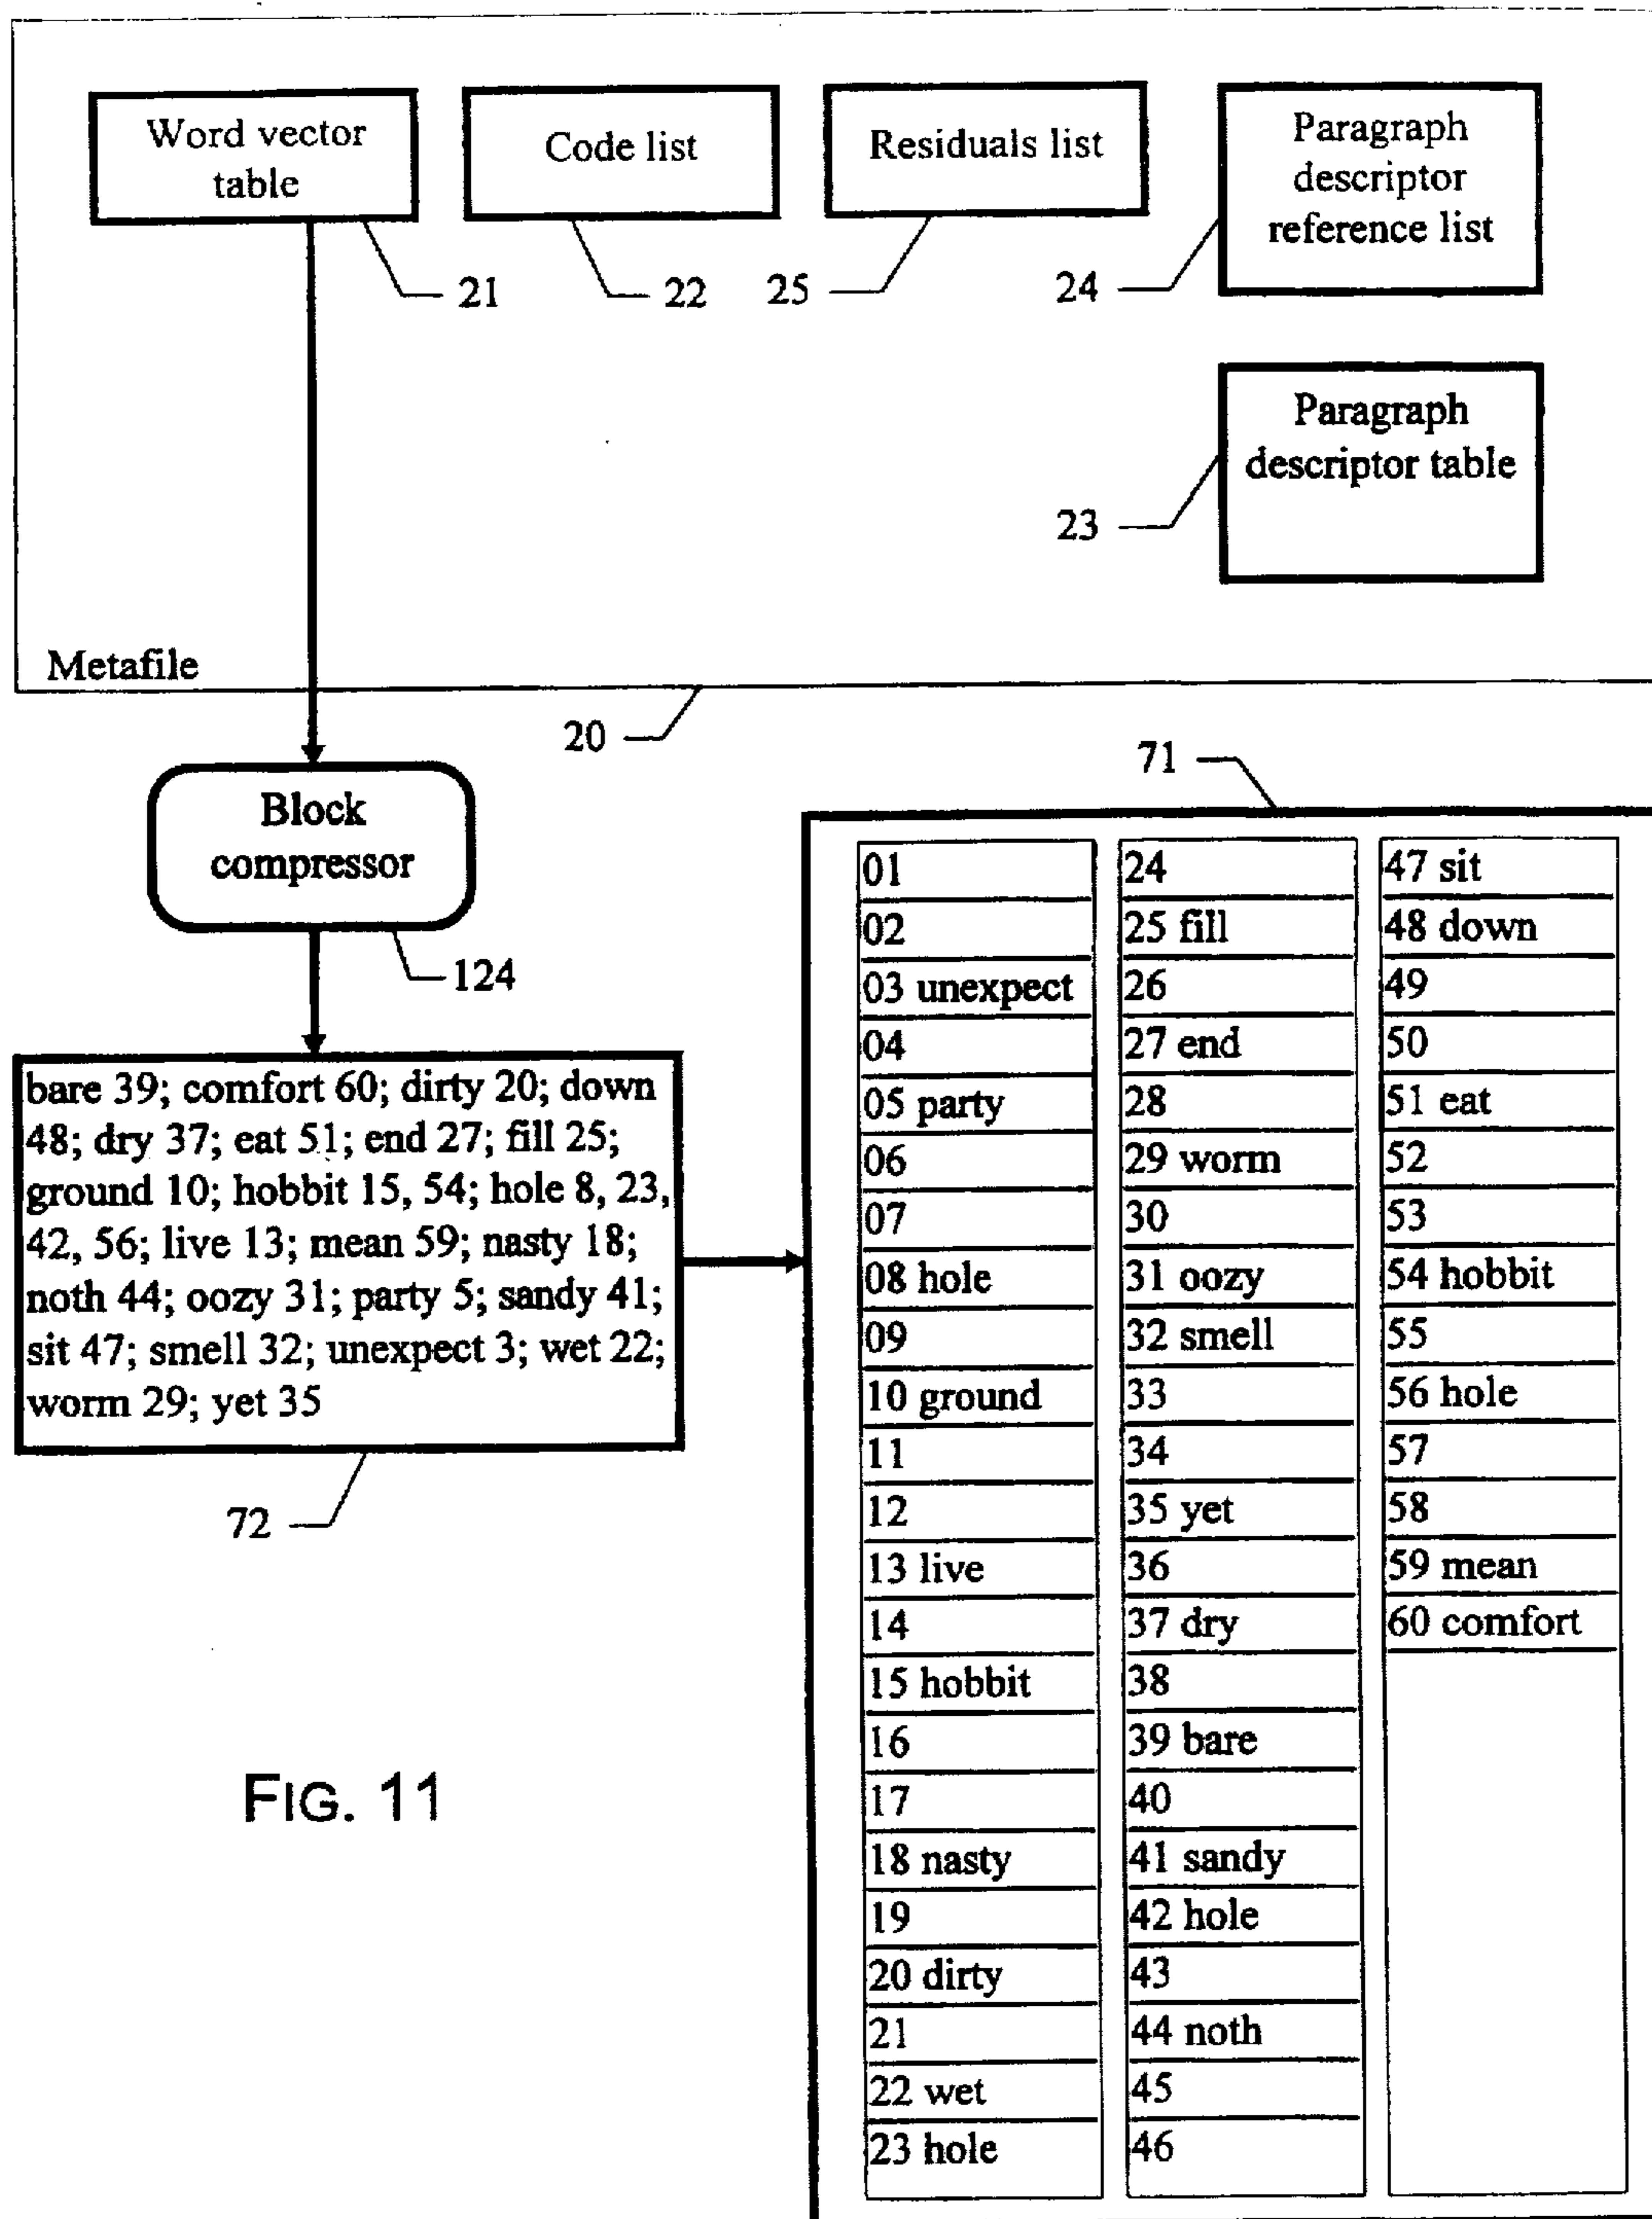 Word vector
table
Code list
Residuals list
Paragraph
descriptor
reference list
21
22
25
24
Paragraph
descriptor table
23
Metafile
20
Block
compressor
124
71
bare 39; comfort 60; dirty 20; down
48; dry 37; eat 51; end 27; fill 25;
ground 10; hobbit 15, 54; hole 8, 23,
42, 56; live 13; mean 59; nasty 18;
noth 44; oozy 31; party 5; sandy 41;
sit 47; smell 32; unexpect 3; wet 22;
worm 29; yet 35
72
01
02
03 unexpect
04
05 party
06
07
08 hole
09
10 ground
11
12
13 live
14
15 hobbit
16
17
18 nasty
19
20 dirty
21
22 wet
23 hole
24
25 fill
26
27 end
28
29 worm
30
31 oozy
32 smell
33
34
35 yet
36
37 dry
38
39 bare
40
41 sandy
42 hole
43
44 noth
45
46
47 sit
48 down
49
50
51 eat
52
53
54 hobbit
55
56 hole
57
58
59 mean
60 comfort
FIG. 11